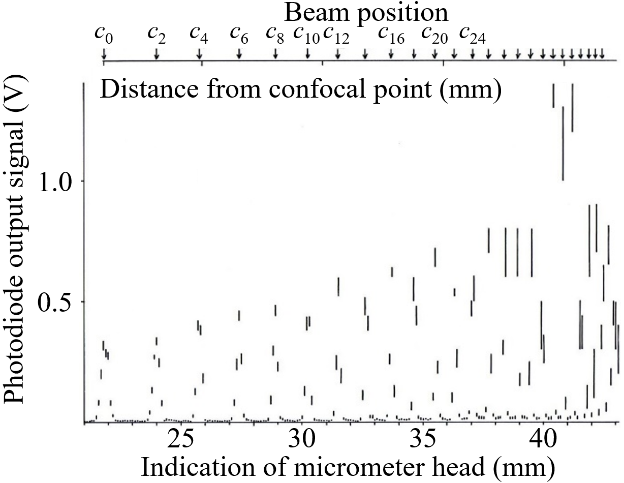 Beam position
c₀ c₂ c₄ c₆ c₈ c₁₀ c₁₂ c₁₆ c₂₀ c₂₄
Distance from confocal point (mm)
Photodiode output signal (V)
1.0
0.5
25 30 35 40
Indication of micrometer head (mm)